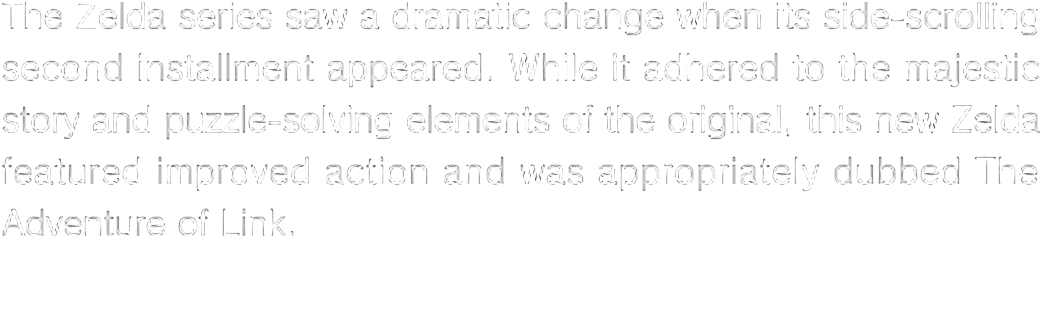 The Zelda series saw a dramatic change when its side-scrolling
second installment appeared. While it adhered to the majestic
story and puzzle-solving elements of the original, this new Zelda
featured improved action and was appropriately dubbed The
Adventure of Link.